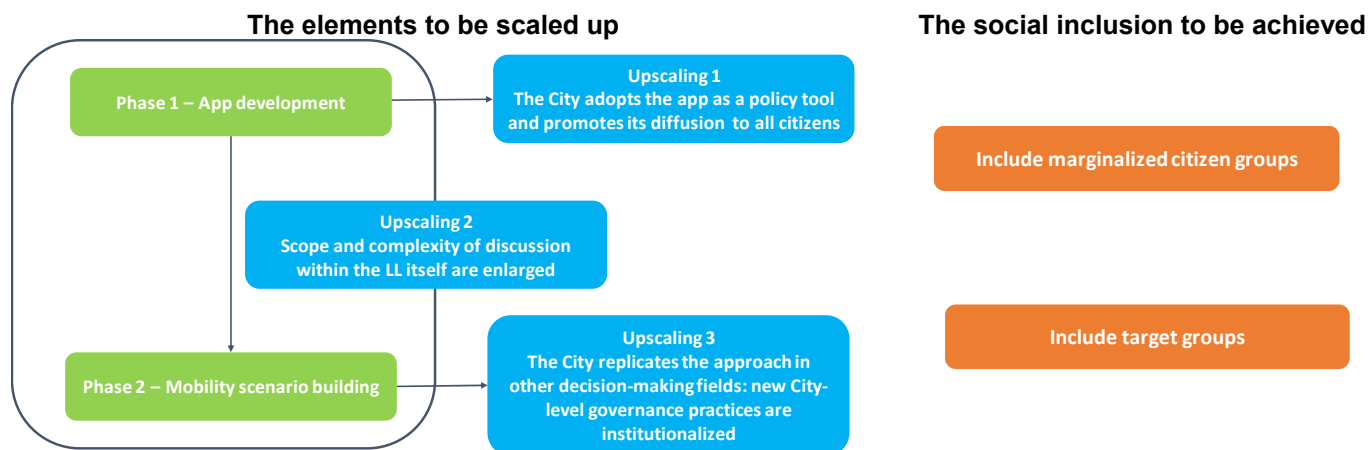 The elements to be scaled up
The social inclusion to be achieved
Phase 1 – App development
Upscaling 1
The City adopts the app as a policy tool
and promotes its diffusion to all citizens
Include marginalized citizen groups
Upscaling 2
Scope and complexity of discussion
within the LL itself are enlarged
Include target groups
Phase 2 – Mobility scenario building
Upscaling 3
The City replicates the approach in
other decision-making fields: new City-
level governance practices are
institutionalized